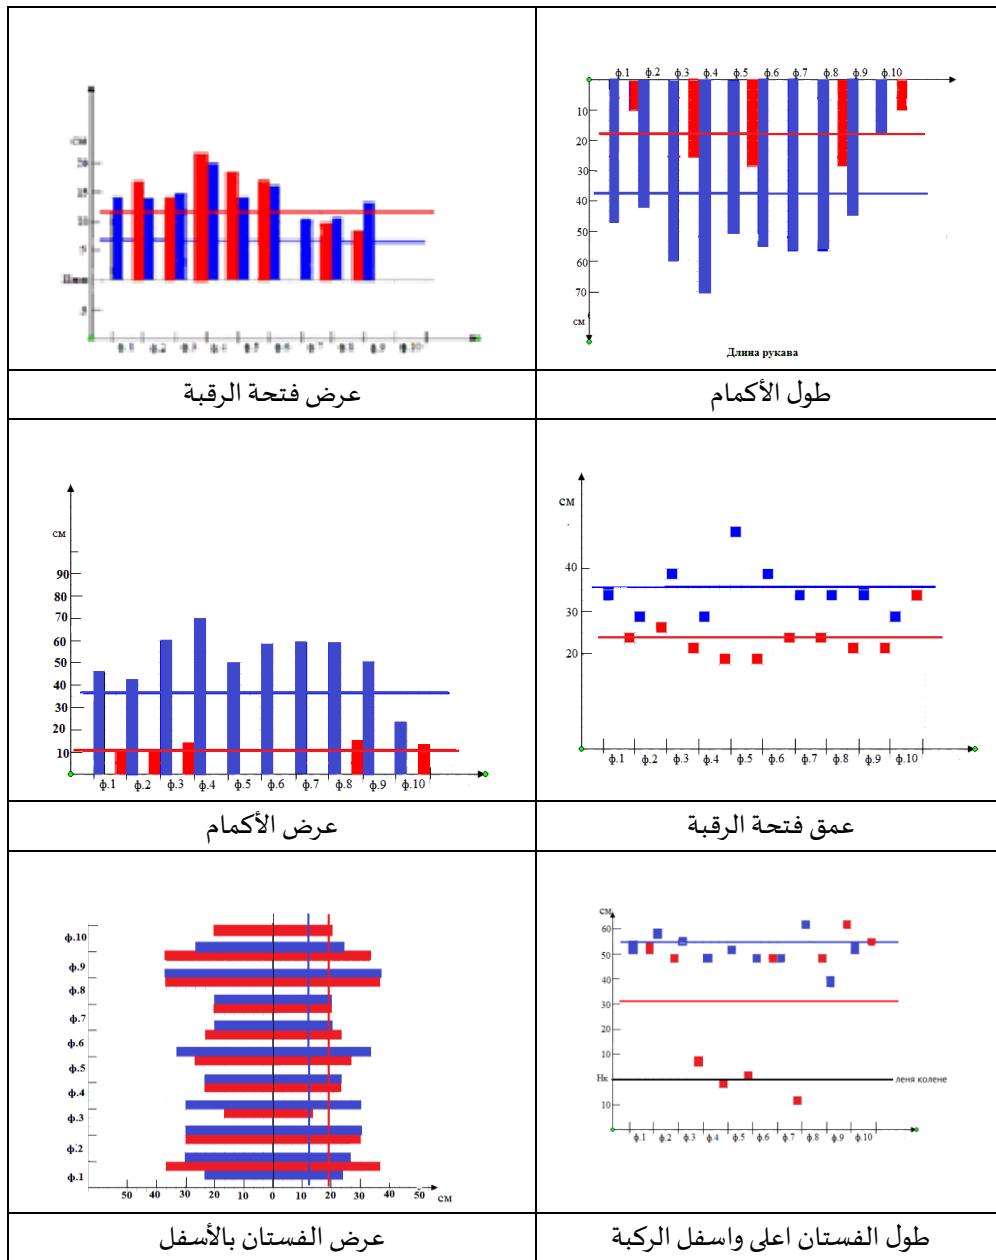 ф.1 ф.2 ф.3 ф.4 ф.5 ф.6 ф.7 ф.8 ф.9 ф.10
10
20
30
40
50
60
70
см
Длина рукава
عرض فتحة الرقبة
طول الأكمام
см
90
80
70
60
50
40
30
20
10
ф.1 ф.2 ф.3 ф.4 ф.5 ф.6 ф.7 ф.8 ф.9 ф.10
см
40
30
20
ф.1 ф.2 ф.3 ф.4 ф.5 ф.6 ф.7 ф.8 ф.9 ф.10
عرض الأكمام
عمق فتحة الرقبة
ф.10
ф.9
ф.8
ф.7
ф.6
ф.5
ф.4
ф.3
ф.2
ф.1
50 40 30 20 10 0 10 20 30 40 50 см
см
60
50
40
30
20
10
Нк леня колене
10
ф.1 ф.2 ф.3 ф.4 ф.5 ф.6 ф.7 ф.8 ф.9 ф.10
عرض الفستان بالأسفل
طول الفستان اعلى واسفل الركبة